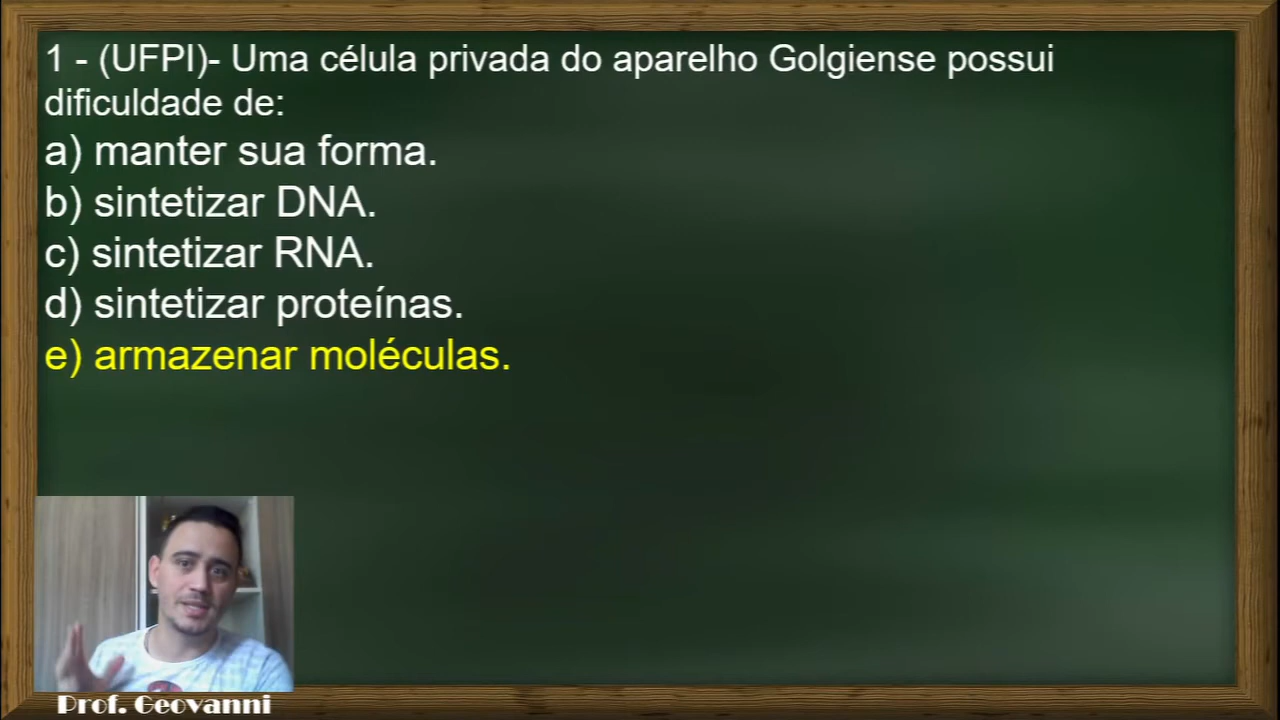 1 - (UFPI)- Uma célula privada do aparelho Golgiense possui
dificuldade de:
a) manter sua forma.
b) sintetizar DNA.
c) sintetizar RNA.
d) sintetizar proteínas.
e) armazenar moléculas.
Prof. Geovanni